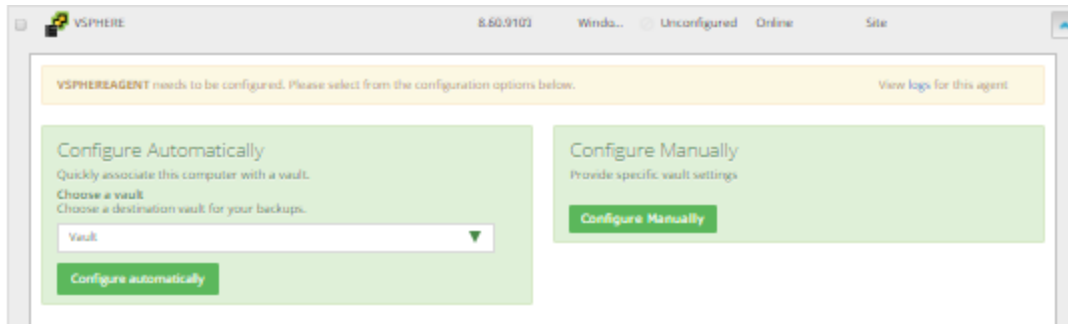 VSPHERE 8.60.9103 Windo... Unconfigured Online Site
VSPHEREAGENT needs to be configured. Please select from the configuration options below. View logs for this agent
Configure Automatically
Quickly associate this computer with a vault.
Choose a vault
Choose a destination vault for your backups.
Vault
Configure automatically
Configure Manually
Provide specific vault settings
Configure Manually